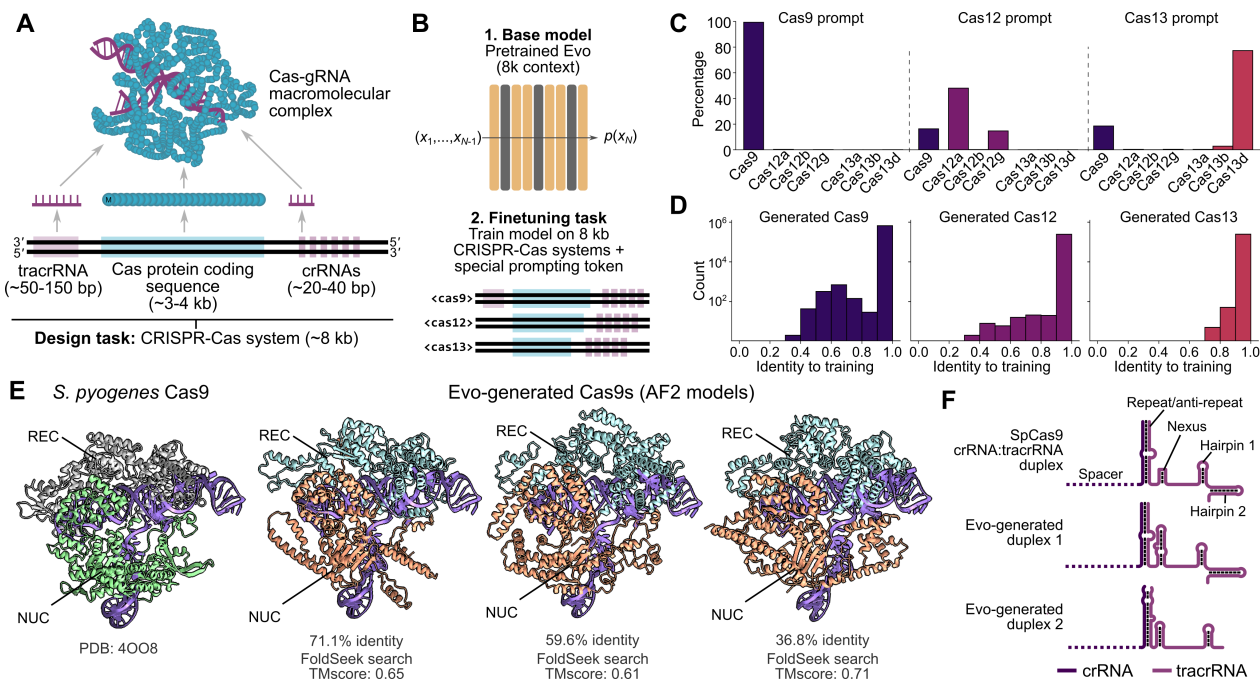 A
Cas-gRNA
macromolecular
complex
M
3′
5′
5′
3′
tracrRNA
(~50-150 bp)
Cas protein coding
sequence
(~3-4 kb)
crRNAs
(~20-40 bp)
Design task: CRISPR-Cas system (~8 kb)
B
1. Base model
Pretrained Evo
(8k context)
(x1,...,xN-1)
p(xN)
2. Finetuning task
Train model on 8 kb
CRISPR-Cas systems +
special prompting token
<cas9>
<cas12>
<cas13>
C
Cas9 prompt
Cas12 prompt
Cas13 prompt
Percentage
100
80
60
40
20
0
Cas9
Cas12a
Cas12b
Cas12g
Cas13a
Cas13b
Cas13d
Cas9
Cas12a
Cas12b
Cas12g
Cas13a
Cas13b
Cas13d
Cas9
Cas12a
Cas12b
Cas12g
Cas13a
Cas13b
Cas13d
D
Generated Cas9
Generated Cas12
Generated Cas13
Count
10^6
10^4
10^2
0.0 0.2 0.4 0.6 0.8 1.0
Identity to training
0.0 0.2 0.4 0.6 0.8 1.0
Identity to training
0.0 0.2 0.4 0.6 0.8 1.0
Identity to training
E
S. pyogenes Cas9
Evo-generated Cas9s (AF2 models)
REC
NUC
PDB: 4OO8
REC
NUC
71.1% identity
FoldSeek search
TMscore: 0.65
REC
NUC
59.6% identity
FoldSeek search
TMscore: 0.61
REC
NUC
36.8% identity
FoldSeek search
TMscore: 0.71
F
SpCas9
crRNA:tracrRNA
duplex
Repeat/anti-repeat
Nexus
Hairpin 1
Spacer
Hairpin 2
Evo-generated
duplex 1
Evo-generated
duplex 2
crRNA
tracrRNA